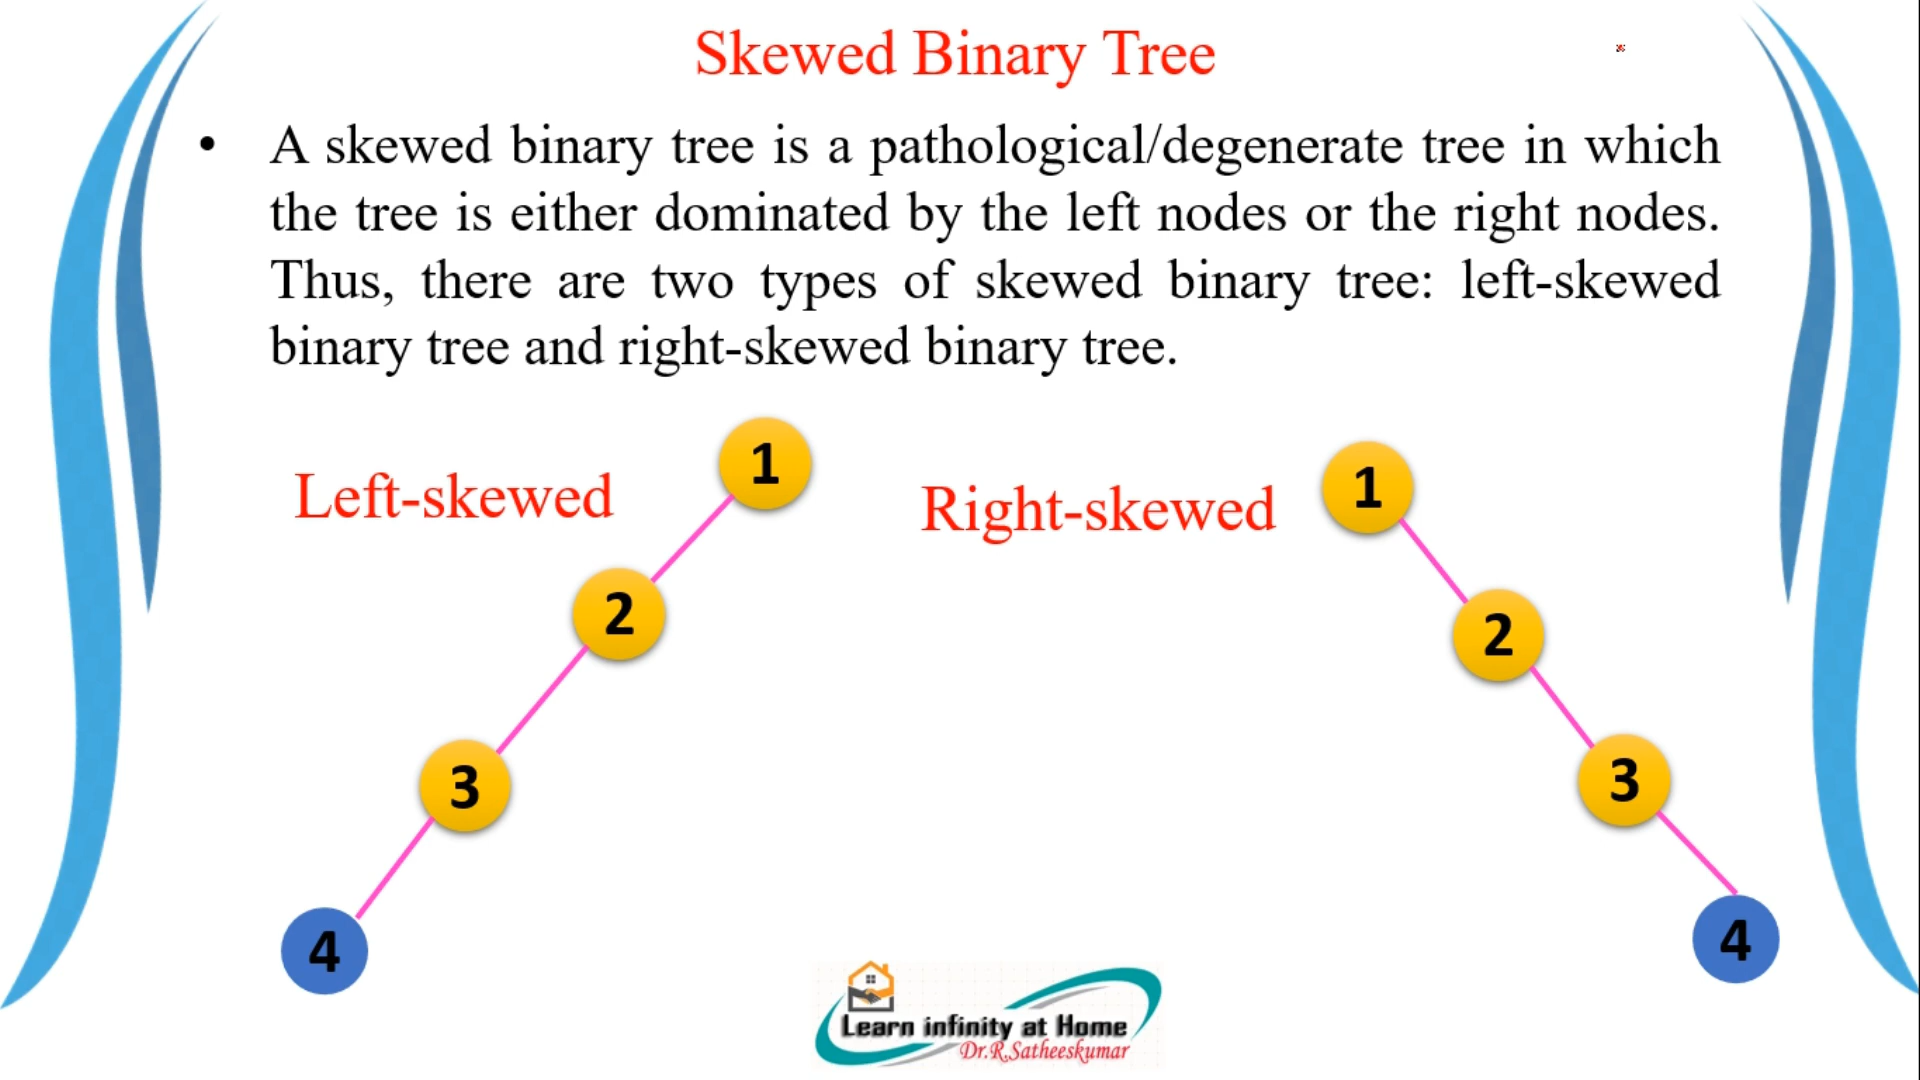 Skewed Binary Tree
• A skewed binary tree is a pathological/degenerate tree in which
the tree is either dominated by the left nodes or the right nodes.
Thus, there are two types of skewed binary tree: left-skewed
binary tree and right-skewed binary tree.
Left-skewed
1
2
3
4
Right-skewed
1
2
3
4
Learn infinity at Home
Dr.R.Satheeskumar